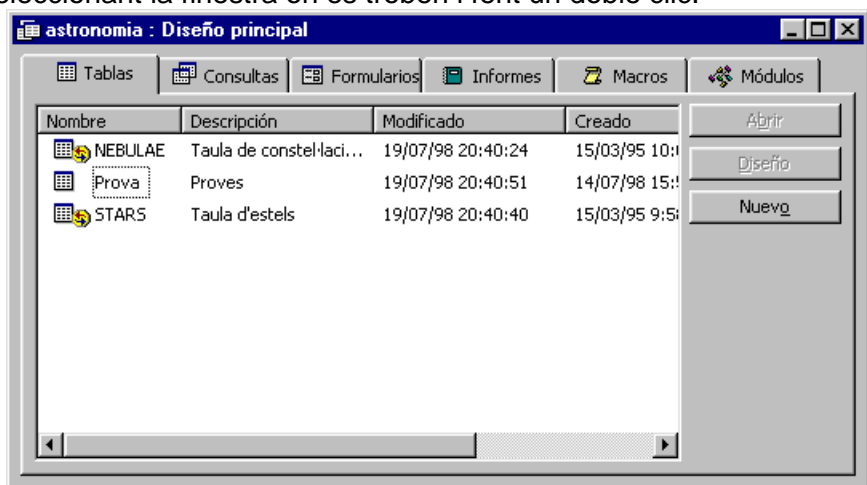 astronomia : Diseño principal
Tablas Consultas Formularios Informes Macros Módulos
Nombre Descripción Modificado Creado
NEBULAE Taula de constel·laci... 19/07/98 20:40:24 15/03/95 10:
Prova Proves 19/07/98 20:40:51 14/07/98 15:
STARS Taula d'estels 19/07/98 20:40:40 15/03/95 9:5
Abrir
Diseño
Nuevo